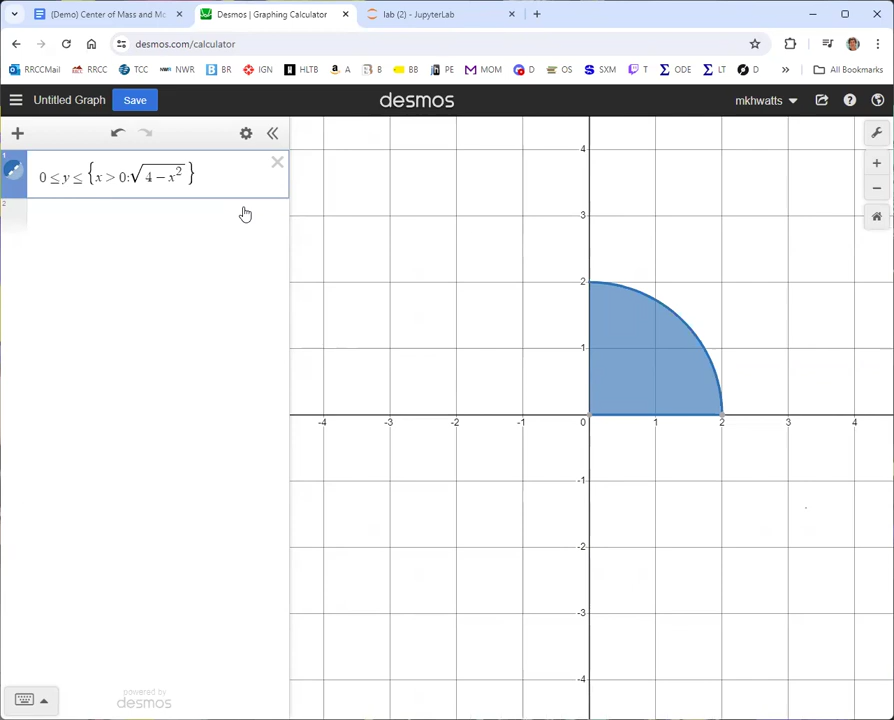 (Demo) Center of Mass and Mo
Desmos | Graphing Calculator
lab (2) - JupyterLab
desmos.com/calculator
RRCCMail
RRCC
TCC
NWR
BR
IGN
HLTB
A
B
BB
PE
MOM
D
OS
SXM
T
ODE
LT
D
All Bookmarks
Untitled Graph
Save
desmos
mkhwatts
1
0 ≤ y ≤ {x > 0:√4 − x²}
2
4
3
2
1
-4
-3
-2
-1
0
1
2
3
4
-1
-2
-3
-4
powered by
desmos